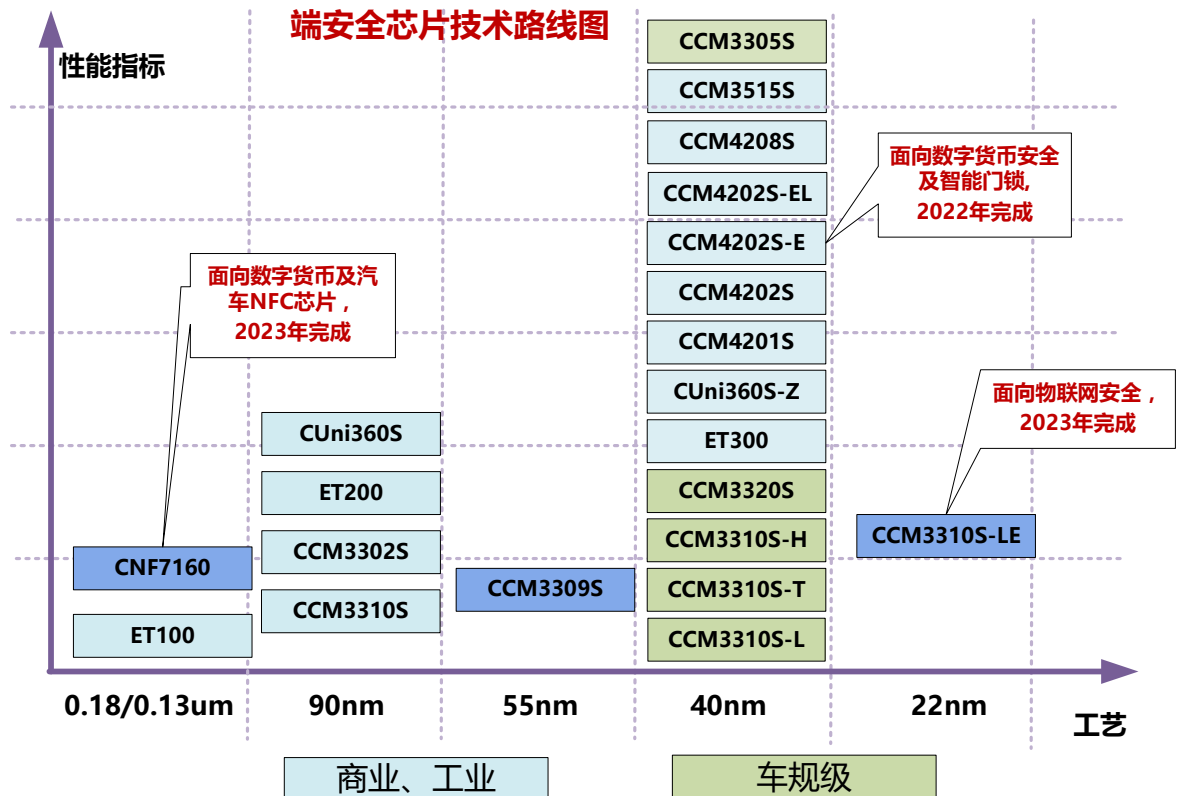 端安全芯片技术路线图
性能指标
CCM3305S
CCM3515S
CCM4208S
CCM4202S-EL
CCM4202S-E
CCM4202S
CCM4201S
CUni360S-Z
ET300
CCM3320S
CCM3310S-H
CCM3310S-T
CCM3310S-L
面向数字货币安全
及智能门锁,
2022年完成
面向数字货币及汽
车NFC芯片，
2023年完成
面向物联网安全，
2023年完成
CUni360S
ET200
CCM3302S
CCM3310S
CNF7160
ET100
CCM3309S
CCM3310S-LE
0.18/0.13um
90nm
55nm
40nm
22nm
工艺
商业、工业
车规级